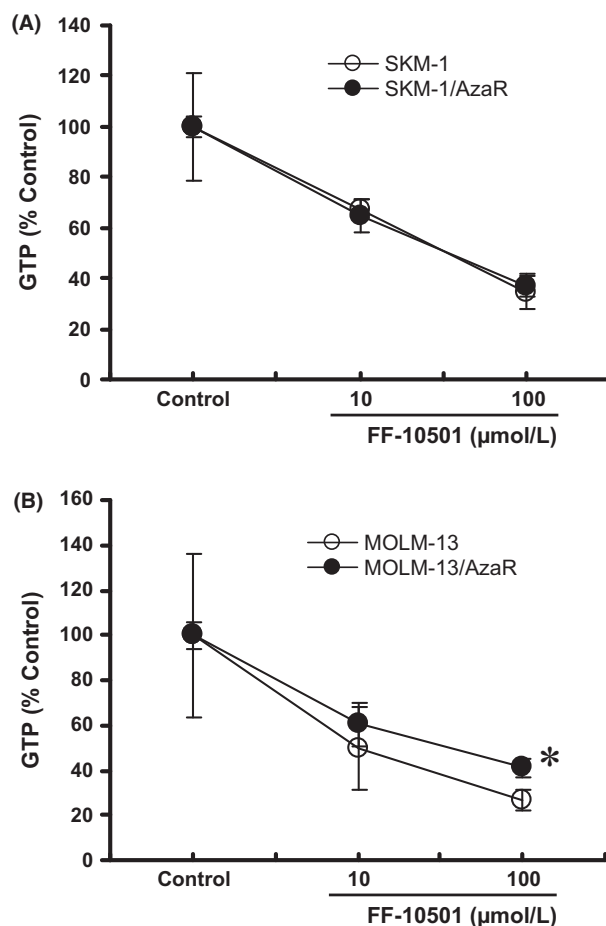 (A)
140
120
100
80
60
40
20
0
GTP (% Control)
SKM-1
SKM-1/AzaR
Control
10
100
FF-10501 (µmol/L)
(B)
160
140
120
100
80
60
40
20
0
GTP (% Control)
MOLM-13
MOLM-13/AzaR
*
Control
10
100
FF-10501 (µmol/L)